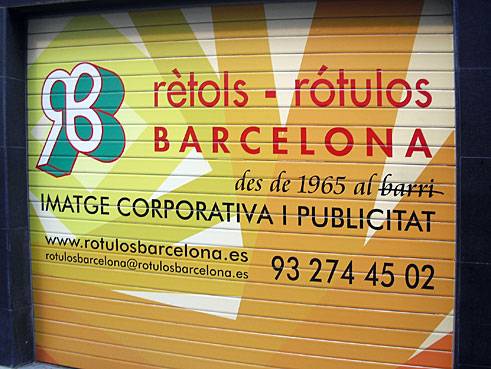 RB
rètols - rótulos
BARCELONA
des de 1965 al barri
IMATGE CORPORATIVA I PUBLICITAT
www.rotulosbarcelona.es
rotulosbarcelona@rotulosbarcelona.es
93 274 45 02